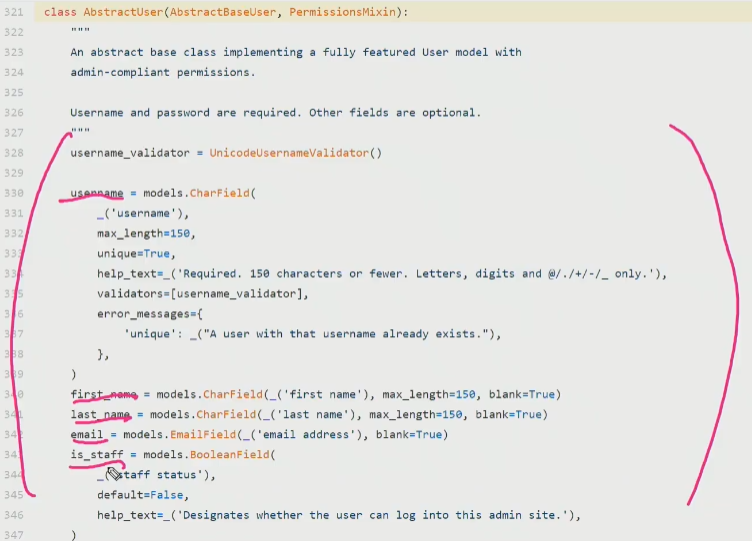 321 class AbstractUser(AbstractBaseUser, PermissionsMixin):
322 """
323 An abstract base class implementing a fully featured User model with
324 admin-compliant permissions.
325
326 Username and password are required. Other fields are optional.
327 """
328 username_validator = UnicodeUsernameValidator()
329
330 username = models.CharField(
331 _('username'),
332 max_length=150,
333 unique=True,
334 help_text=_('Required. 150 characters or fewer. Letters, digits and @/./+/-/_ only.'),
335 validators=[username_validator],
336 error_messages={
337 'unique': _("A user with that username already exists."),
338 },
339 )
340 first_name = models.CharField(_('first name'), max_length=150, blank=True)
341 last_name = models.CharField(_('last name'), max_length=150, blank=True)
342 email = models.EmailField(_('email address'), blank=True)
343 is_staff = models.BooleanField(
344 _('staff status'),
345 default=False,
346 help_text=_('Designates whether the user can log into this admin site.'),
347 )